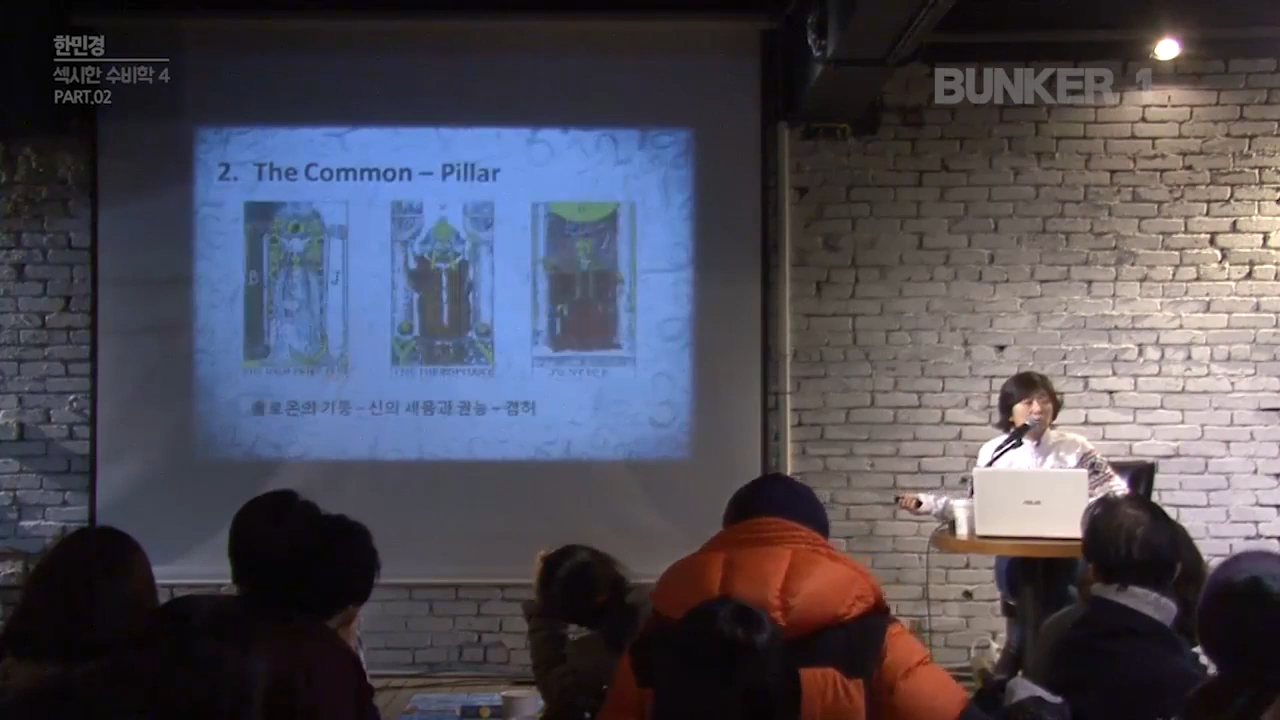 한민경
섹시한 수비학 4
PART.02
BUNKER 1
2. The Common – Pillar
B
J
솔로몬의 기둥 – 신의 세움과 권능 – 겸허
ASUS